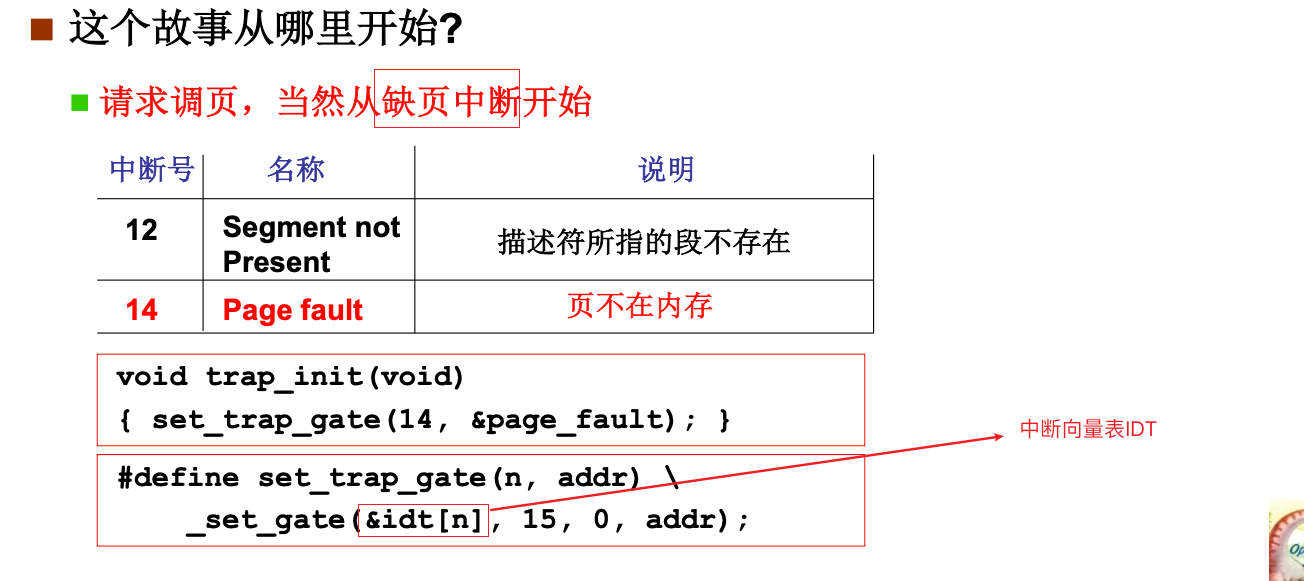 这个故事从哪里开始?
请求调页，当然从缺页中断开始
中断号 名称 说明
12 Segment not Present 描述符所指的段不存在
14 Page fault 页不在内存
void trap_init(void)
{ set_trap_gate(14, &page_fault); }
#define set_trap_gate(n, addr) \
_set_gate(&idt[n], 15, 0, addr);
中断向量表IDT